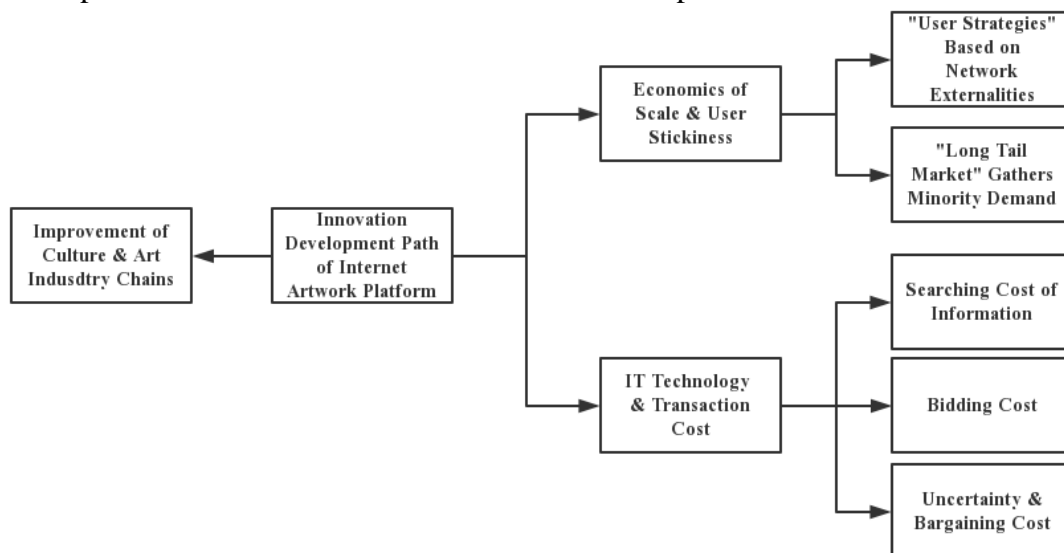 "User Strategies"
Based on
Network
Externalities
Economics of
Scale & User
Stickiness
"Long Tail
Market" Gathers
Minority Demand
Improvement of
Culture & Art
Indusdtry Chains
Innovation
Development Path
of Internet
Artwork Platform
Searching Cost of
Information
IT Technology
& Transaction
Cost
Bidding Cost
Uncertainty &
Bargaining Cost